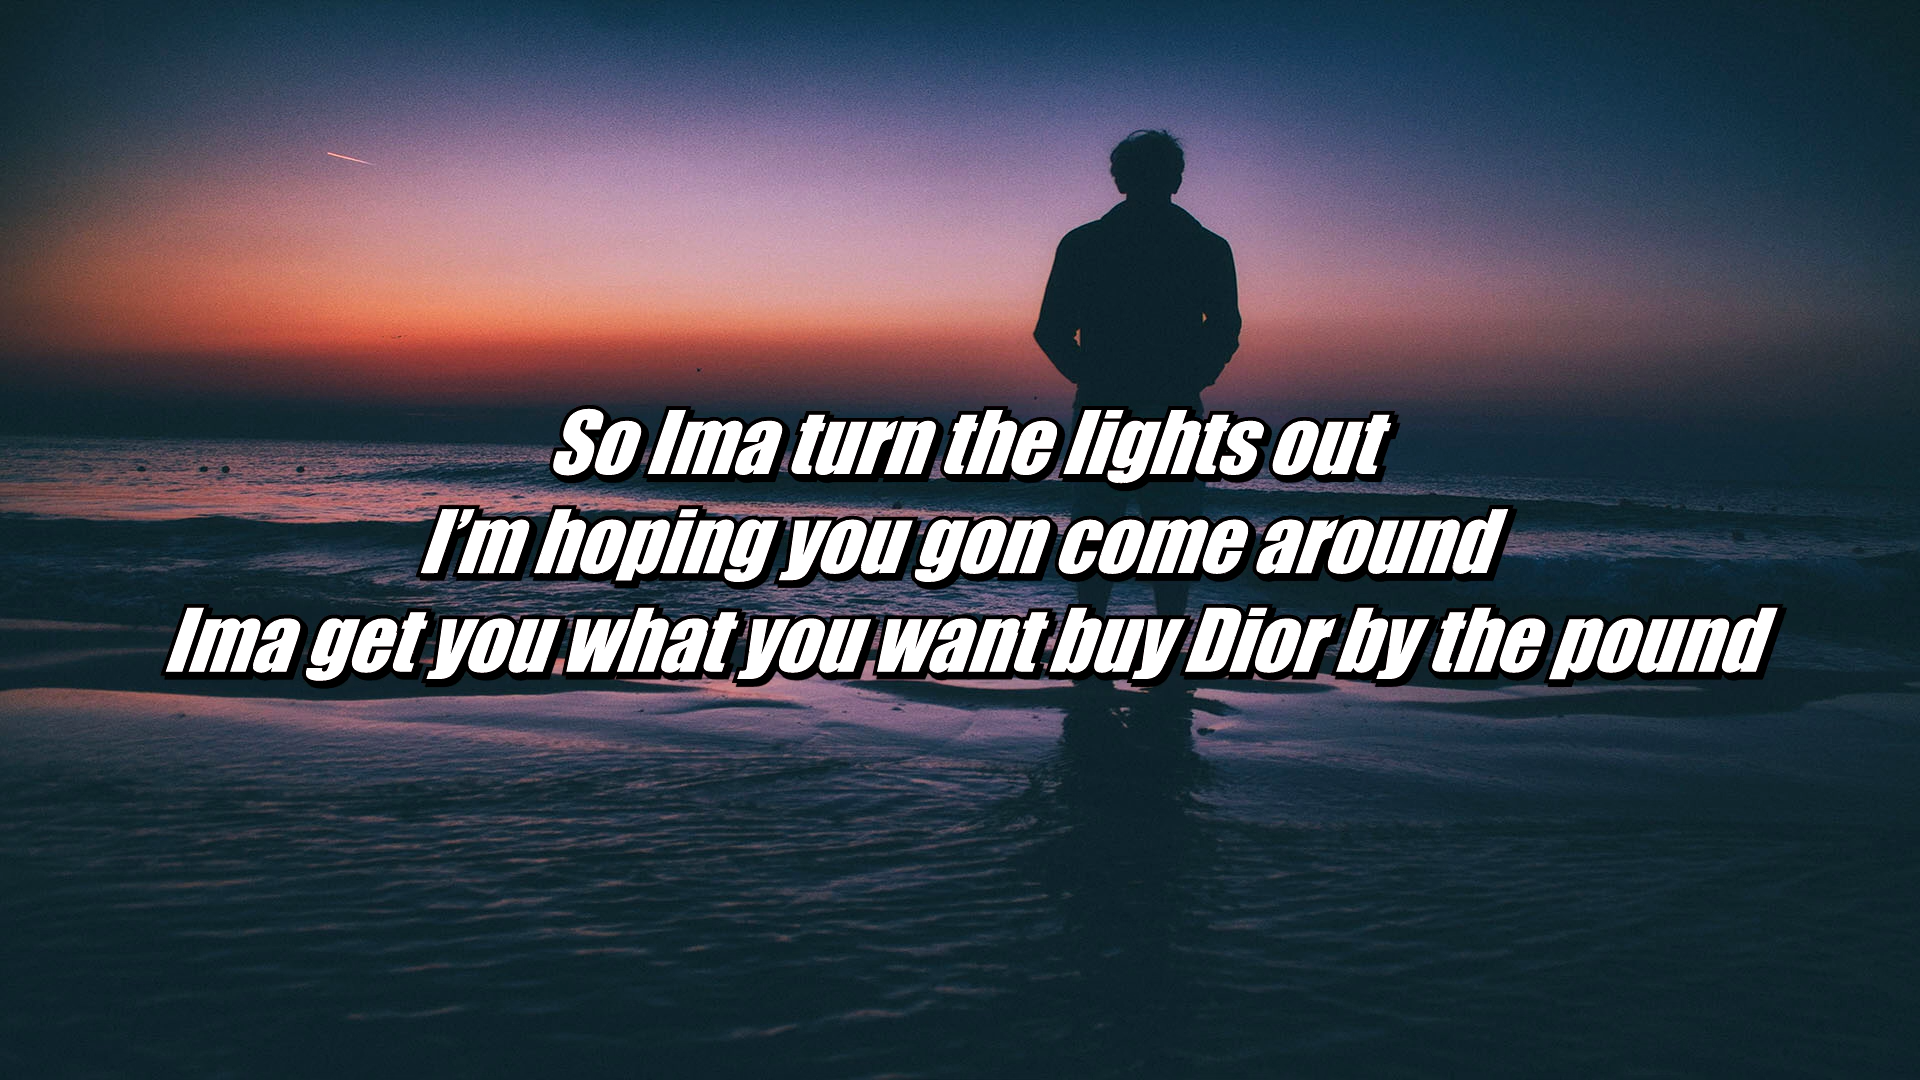 So Ima turn the lights out
I’m hoping you gon come around
Ima get you what you want buy Dior by the pound